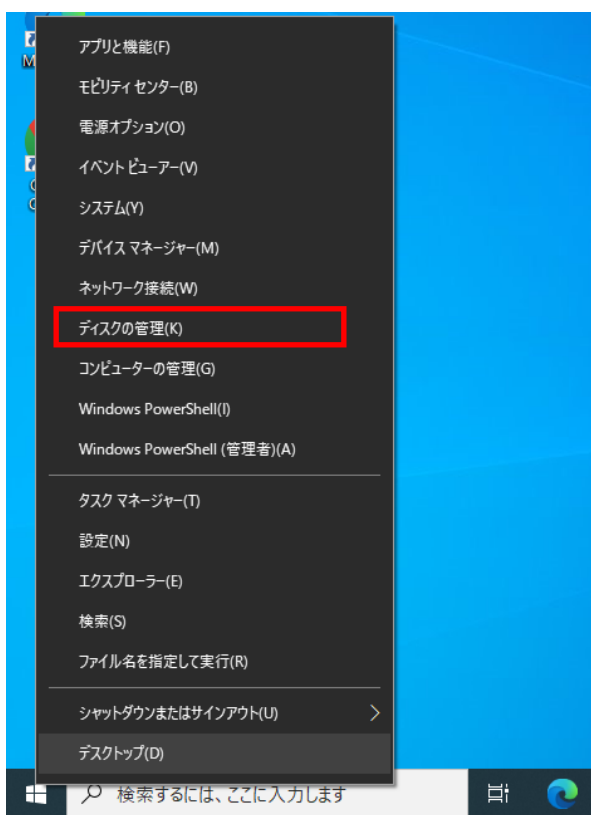 アプリと機能(F)
モビリティ センター(B)
電源オプション(O)
イベント ビューアー(V)
システム(Y)
デバイス マネージャー(M)
ネットワーク接続(W)
ディスクの管理(K)
コンピューターの管理(G)
Windows PowerShell(I)
Windows PowerShell (管理者)(A)
タスク マネージャー(T)
設定(N)
エクスプローラー(E)
検索(S)
ファイル名を指定して実行(R)
シャットダウンまたはサインアウト(U)
デスクトップ(D)
検索するには、ここに入力します